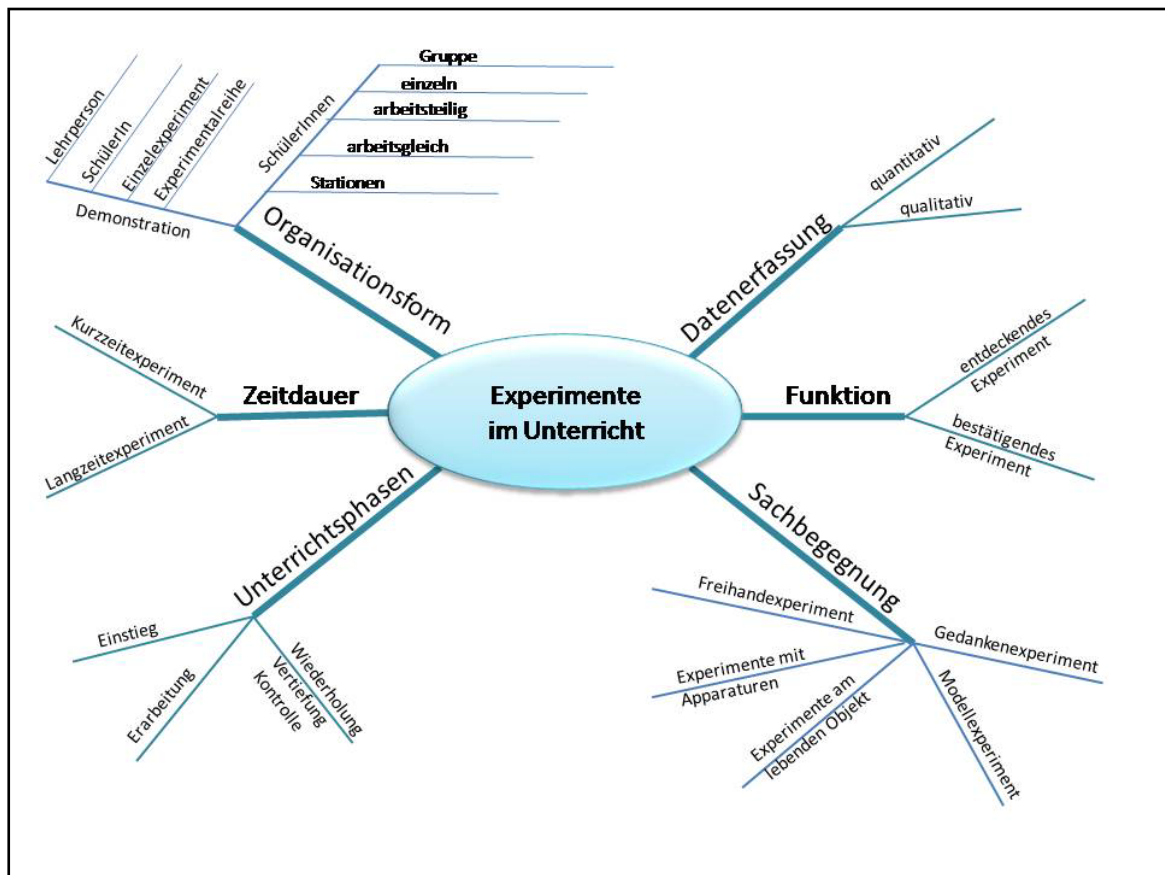 Experimente
im Unterricht
Organisationsform
Demonstration
Lehrperson
SchülerIn
Einzelexperiment
Experimentalreihe
SchülerInnen
Gruppe
einzeln
arbeitsteilig
arbeitsgleich
Stationen
Datenerfassung
quantitativ
qualitativ
Funktion
entdeckendes
Experiment
bestätigendes
Experiment
Sachbegegnung
Freihandexperiment
Experimente mit
Apparaturen
Experimente am
lebenden Objekt
Modellexperiment
Gedankenexperiment
Unterrichtsphasen
Einstieg
Erarbeitung
Wiederholung
Vertiefung
Kontrolle
Zeitdauer
Kurzzeitexperiment
Langzeitexperiment